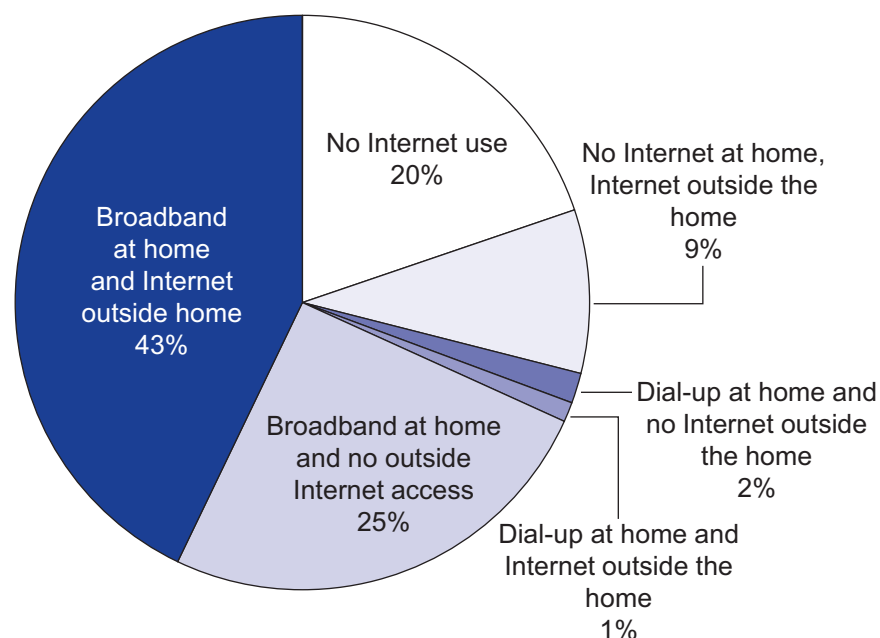 No Internet use
20%
No Internet at home,
Internet outside the
home
9%
Broadband
at home
and Internet
outside home
43%
Dial-up at home and
no Internet outside
the home
2%
Broadband at home
and no outside
Internet access
25%
Dial-up at home and
Internet outside the
home
1%